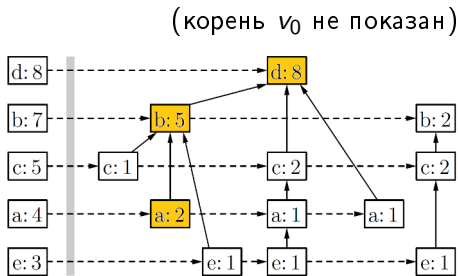 (корень v₀ не показан)
d:8 d:8
b:7 b:5 b:2
c:5 c:1 c:2 c:2
a:4 a:2 a:1 a:1
e:3 e:1 e:1 e:1